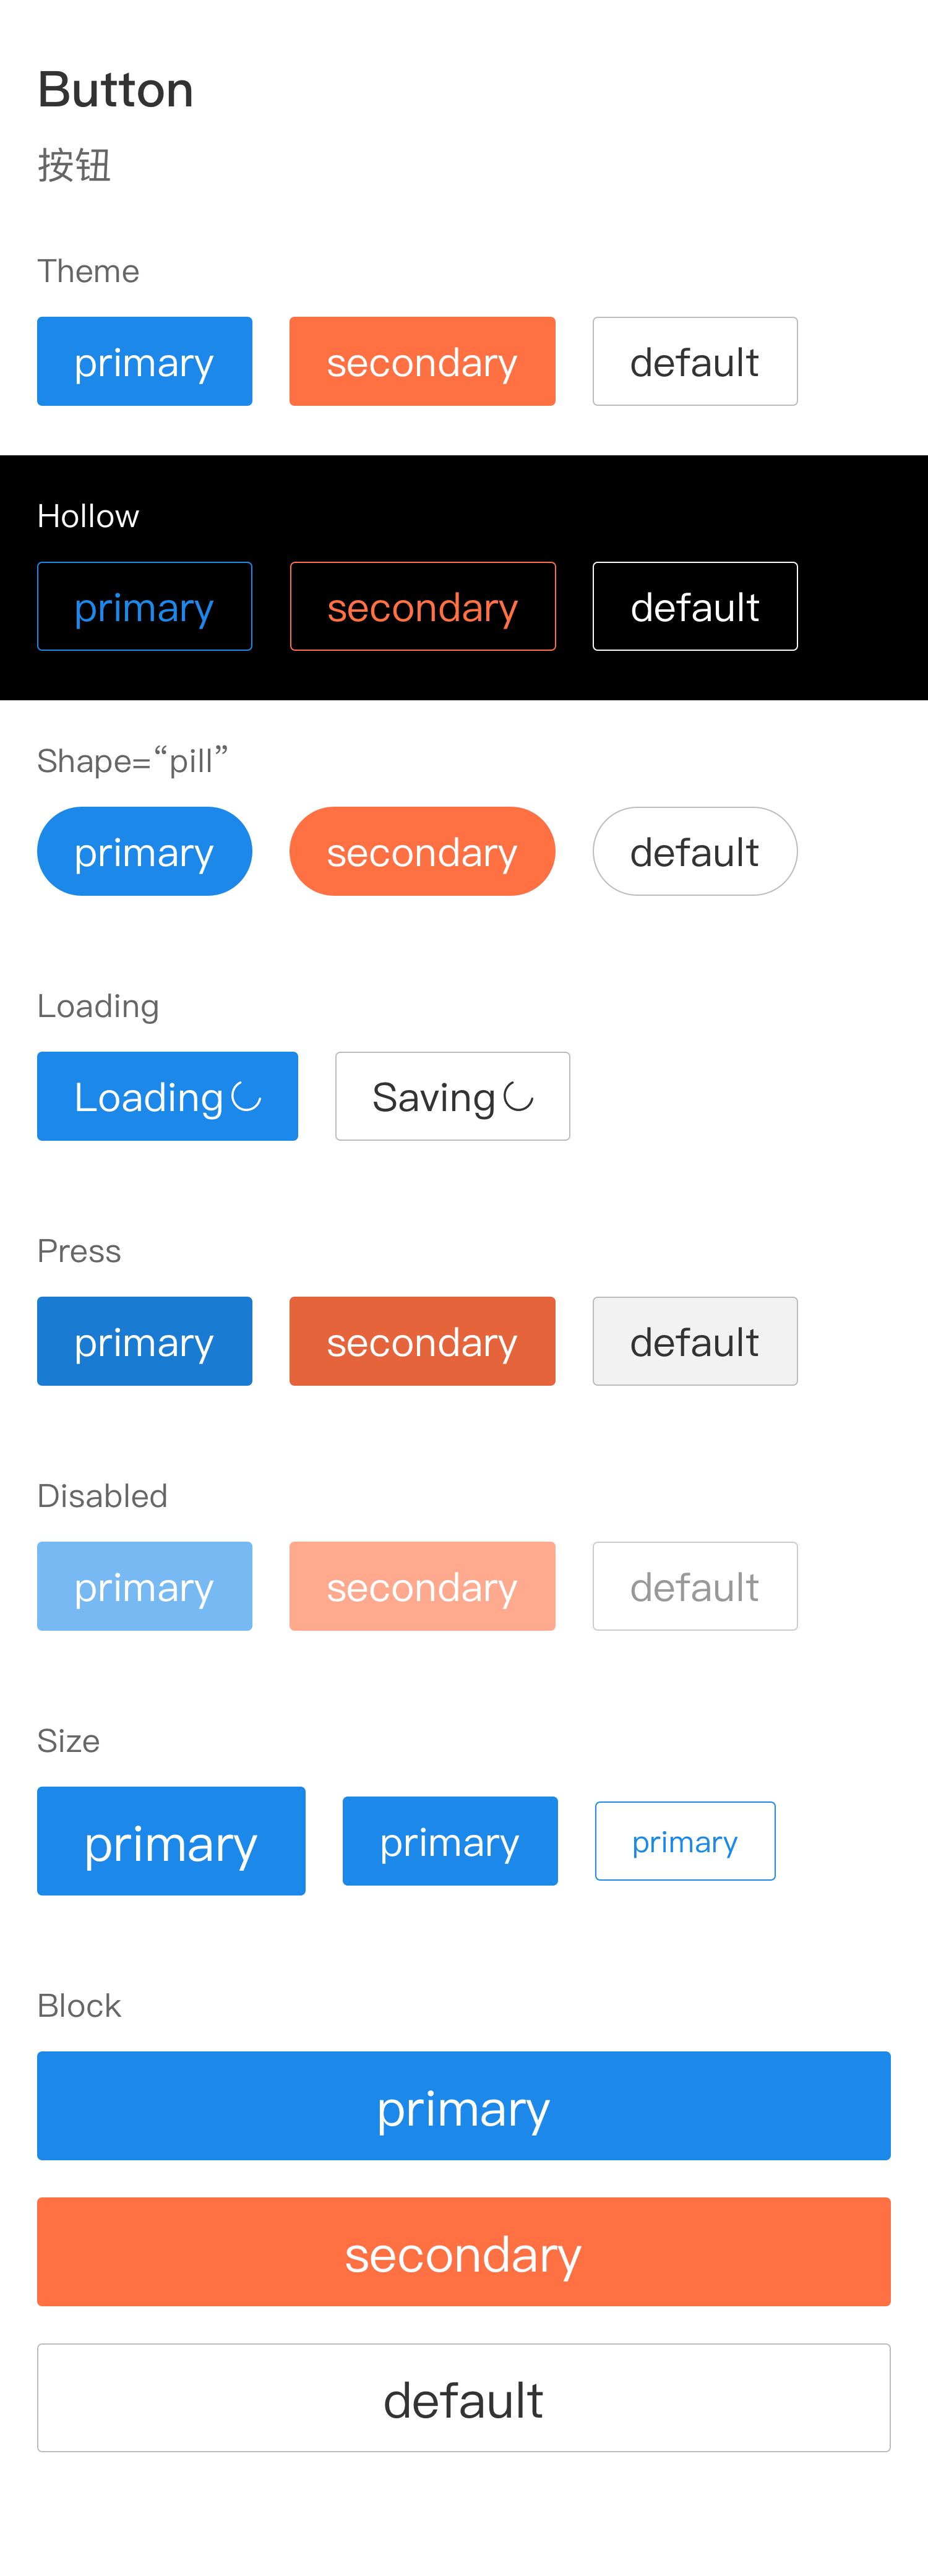 Button
按钮
Theme
primary secondary default
Hollow
primary secondary default
Shape=“pill”
primary secondary default
Loading
Loading Saving
Press
primary secondary default
Disabled
primary secondary default
Size
primary primary primary
Block
primary
secondary
default